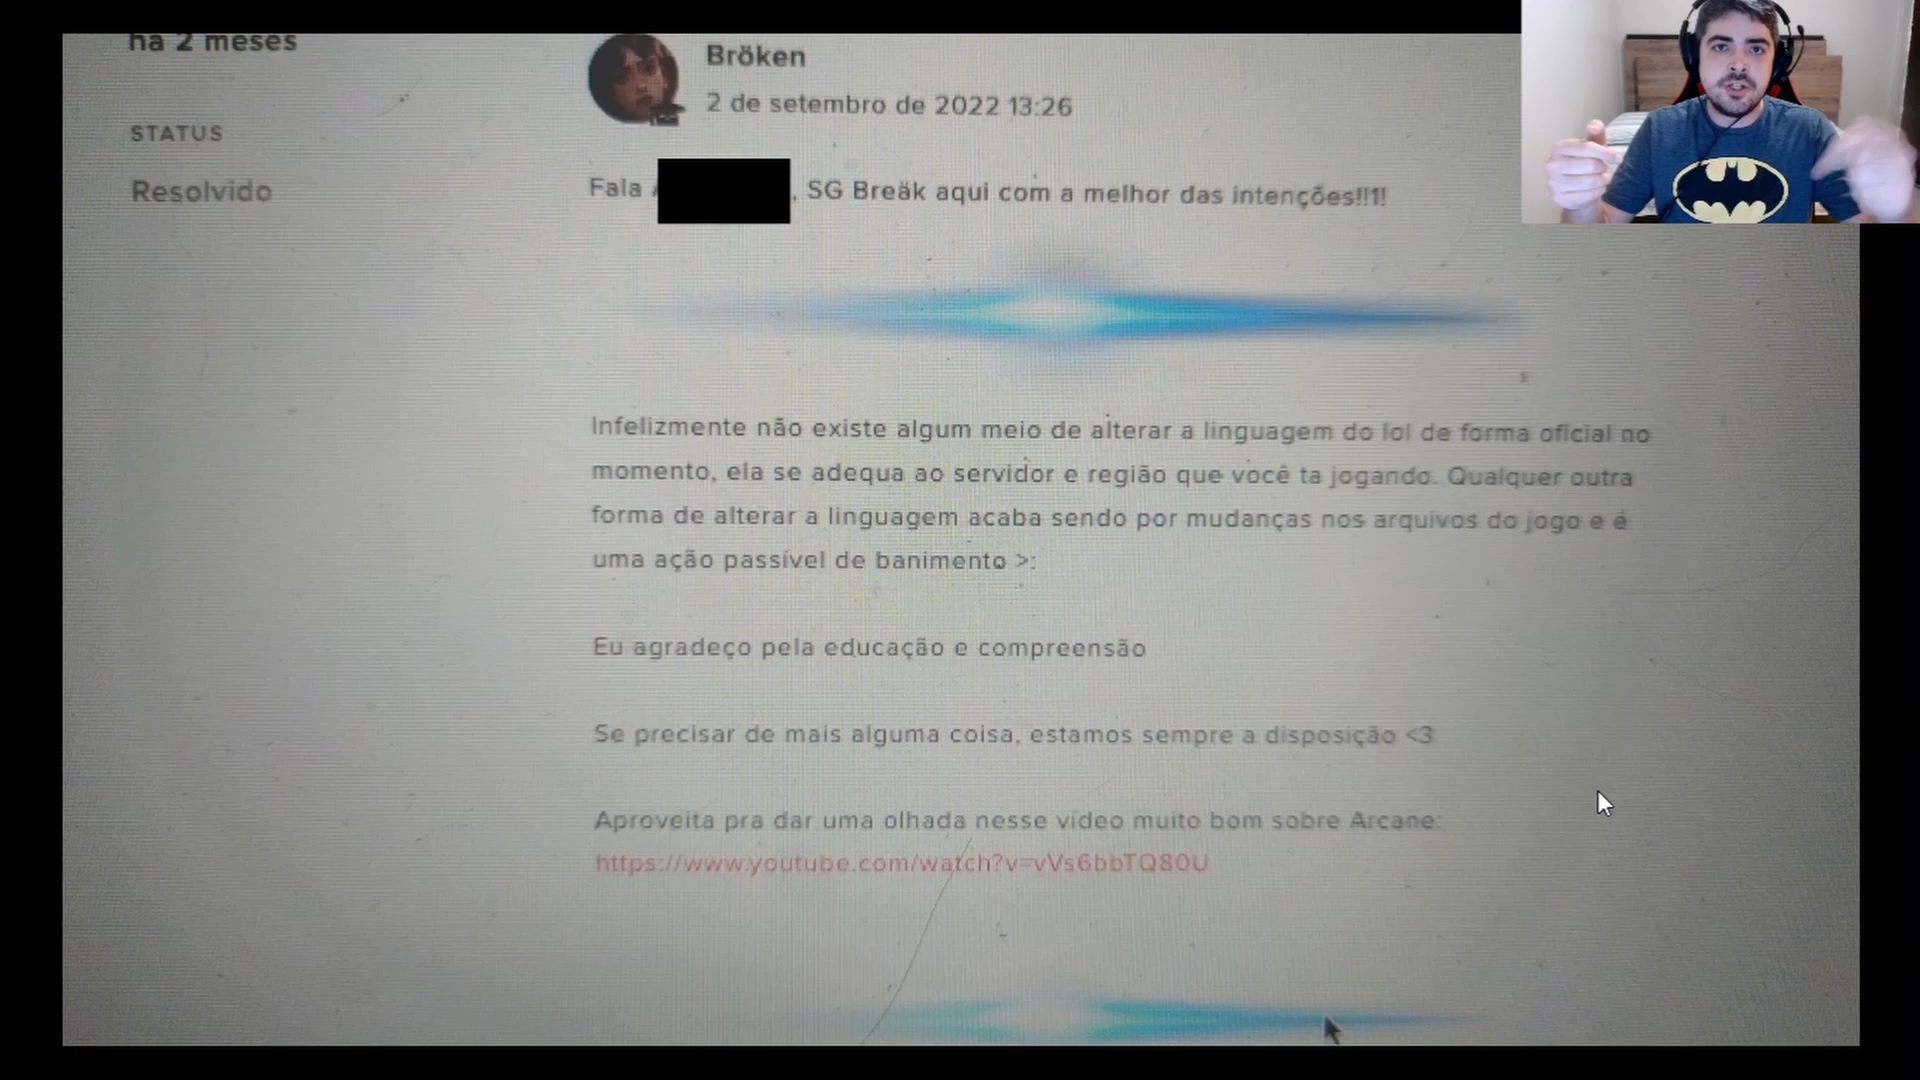 há 2 meses
STATUS
Resolvido
Bröken
2 de setembro de 2022 13:26
Fala , SG Breäk aqui com a melhor das intenções!!1!
Infelizmente não existe algum meio de alterar a linguagem do lol de forma oficial no
momento, ela se adequa ao servidor e região que você ta jogando. Qualquer outra
forma de alterar a linguagem acaba sendo por mudanças nos arquivos do jogo e é
uma ação passível de banimento >:
Eu agradeço pela educação e compreensão
Se precisar de mais alguma coisa, estamos sempre a disposição <3
Aproveita pra dar uma olhada nesse vídeo muito bom sobre Arcane:
https://www.youtube.com/watch?v=vVs6bbTQ80U